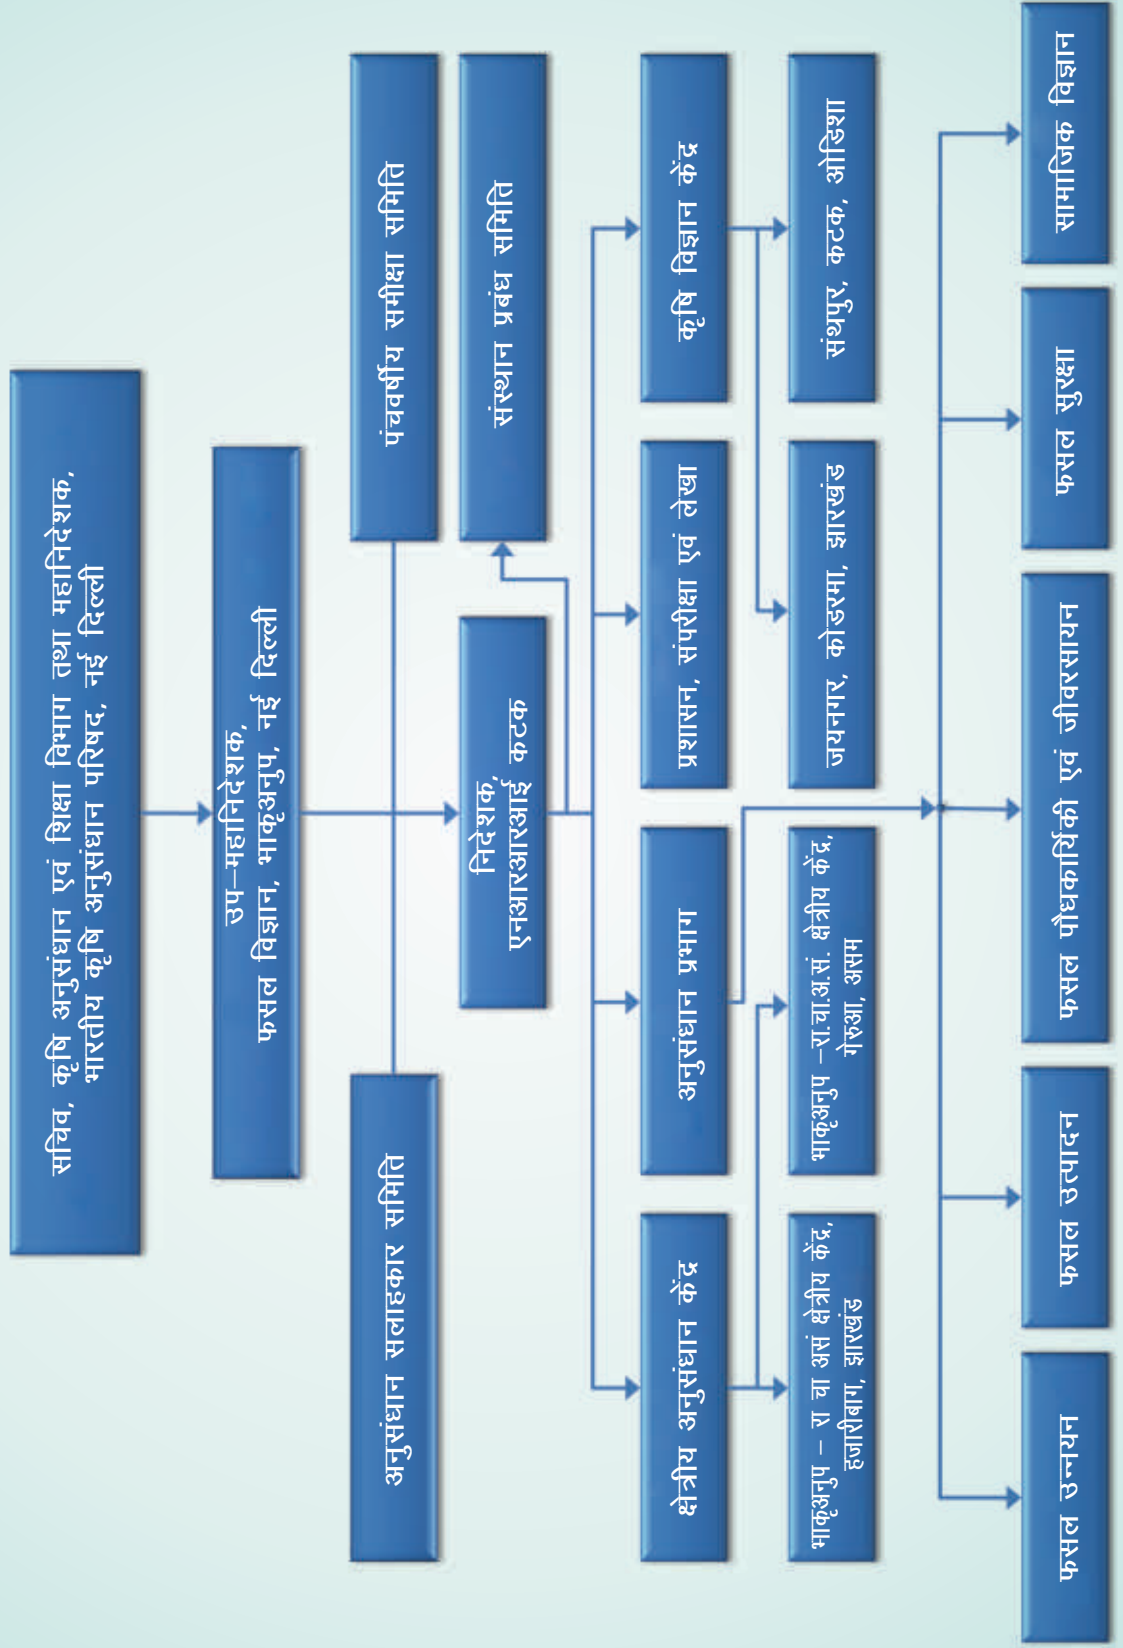 सचिव, कृषि अनुसंधान एवं शिक्षा विभाग तथा महानिदेशक,
भारतीय कृषि अनुसंधान परिषद, नई दिल्ली
उप–महानिदेशक,
फसल विज्ञान, भाकृअनुप, नई दिल्ली
अनुसंधान सलाहकार समिति
पंचवर्षीय समीक्षा समिति
निदेशक,
एनआरआरआई कटक
संस्थान प्रबंध समिति
क्षेत्रीय अनुसंधान केंद्र
अनुसंधान प्रभाग
प्रशासन, संपरीक्षा एवं लेखा
कृषि विज्ञान केंद्र
भाकृअनुप – रा चा असं क्षेत्रीय केंद्र,
हजारीबाग, झारखंड
भाकृअनुप –रा.चा.अ.सं. क्षेत्रीय केंद्र,
गेरुआ, असम
जयनगर, कोडरमा, झारखंड
संथपुर, कटक, ओडिशा
फसल उन्नयन
फसल उत्पादन
फसल पौधकार्यिकी एवं जीवरसायन
फसल सुरक्षा
सामाजिक विज्ञान